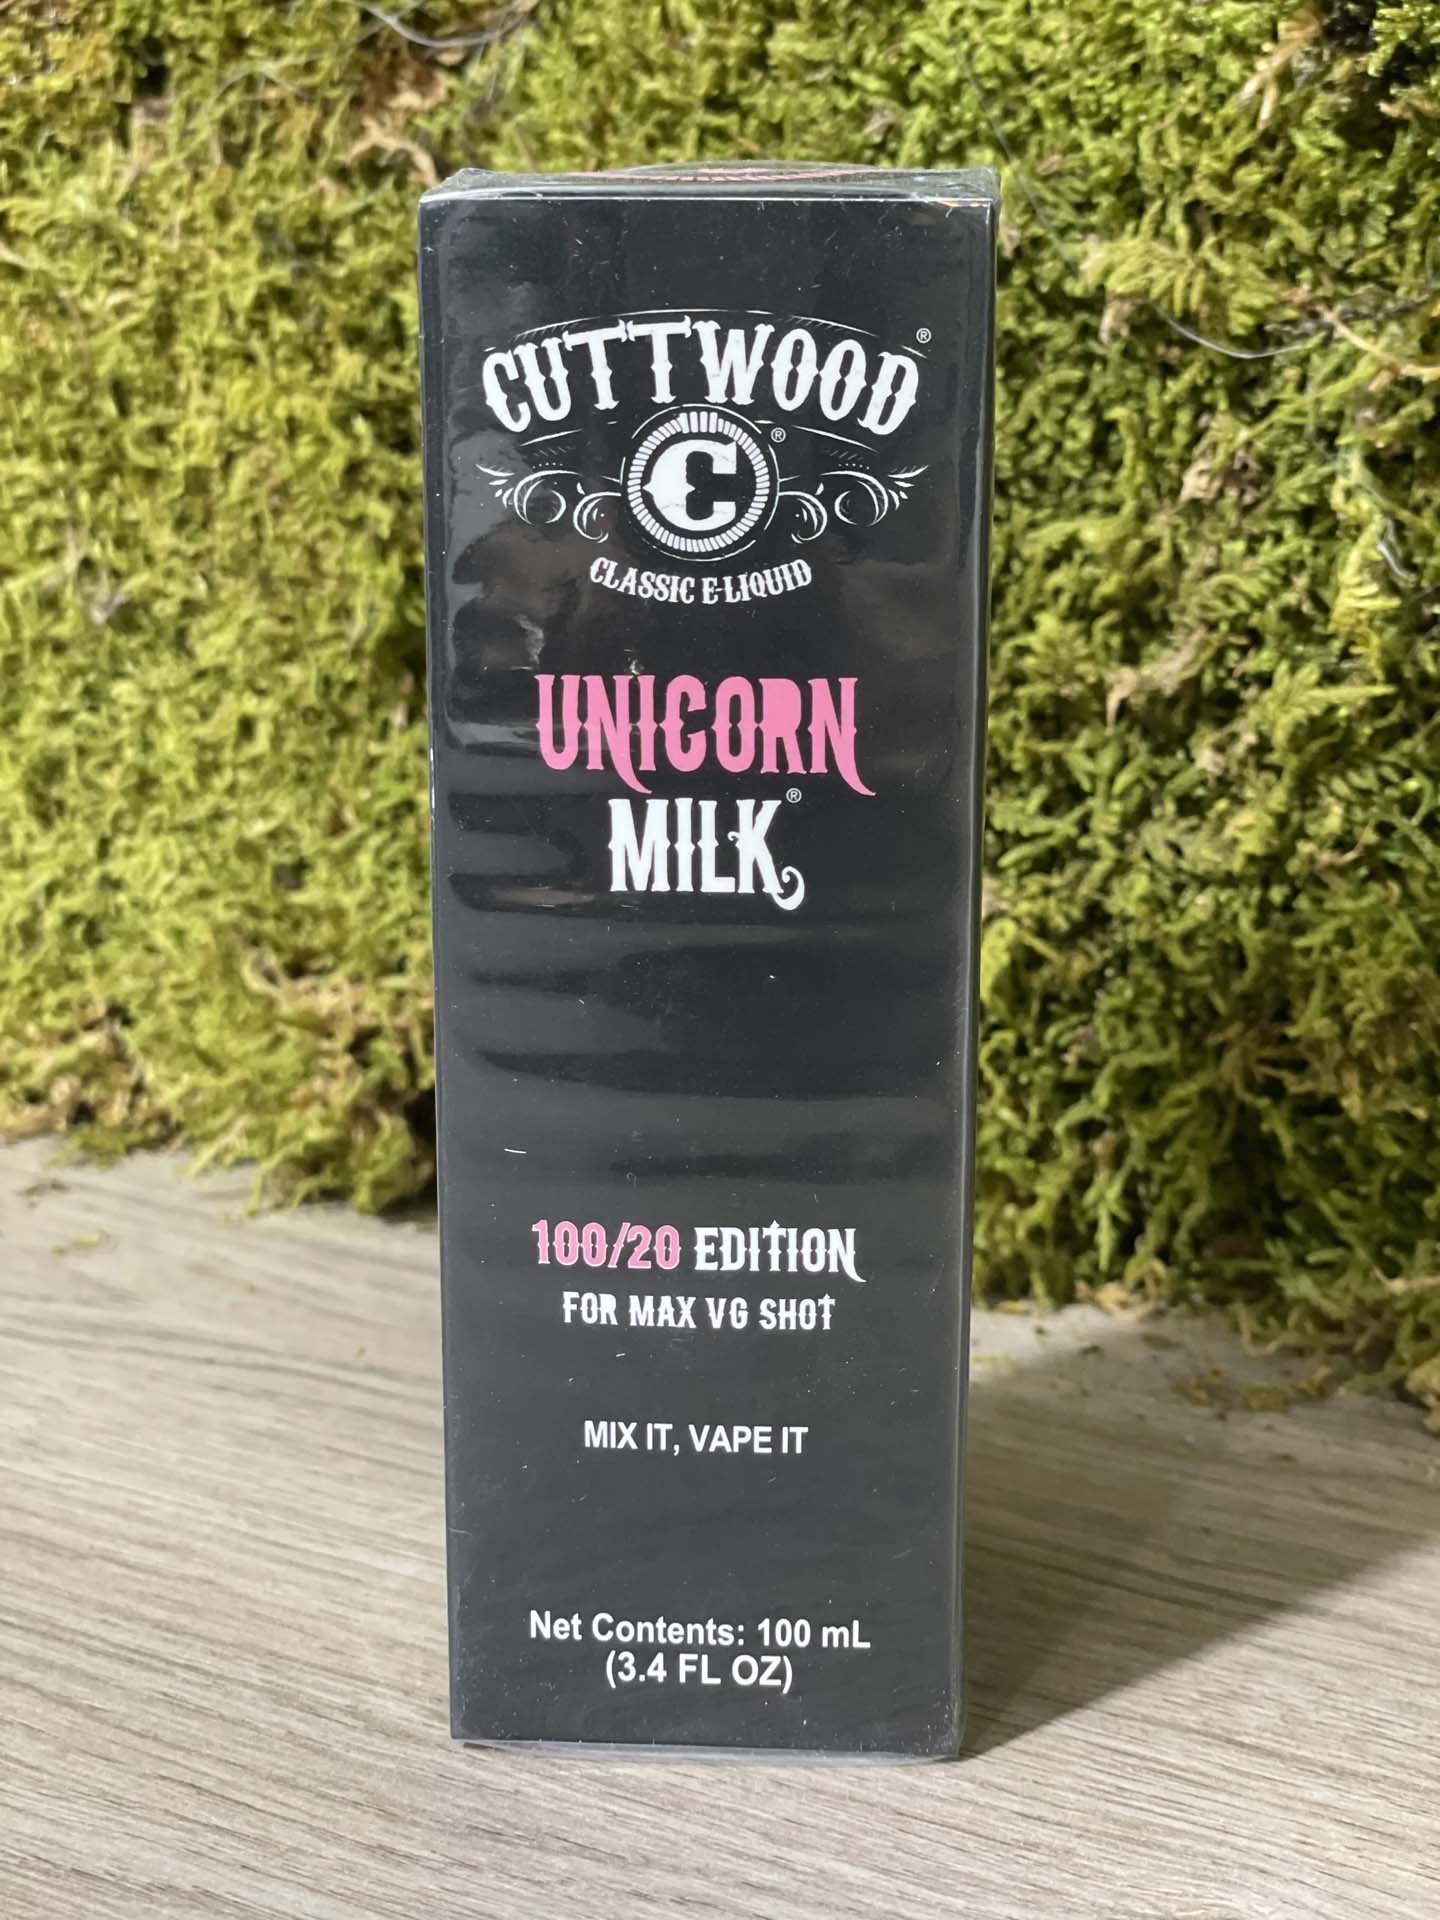 CUTTWOOD®
C®
CLASSIC E-LIQUID
UNICORN
MILK®
100/20 EDITION
FOR MAX VG SHOT
MIX IT, VAPE IT
Net Contents: 100 mL
(3.4 FL OZ)